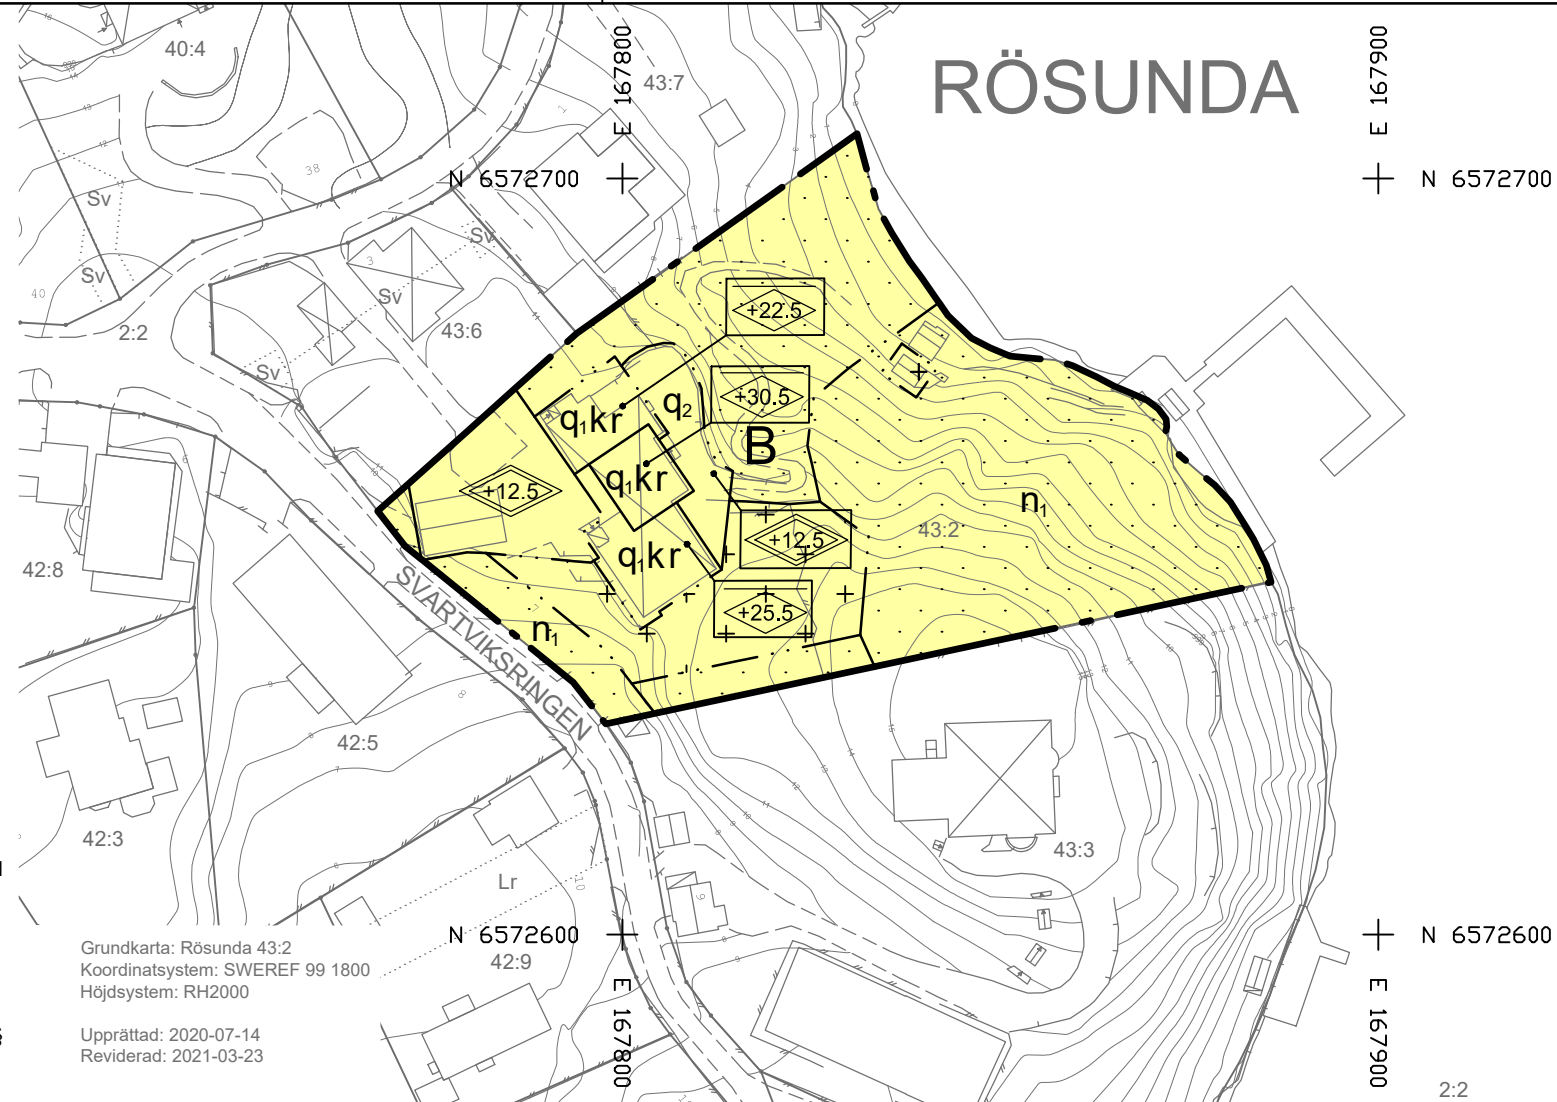 RÖSUNDA
E 167800
E 167900
40:4
43:7
N 6572700
N 6572700
38
Sv
Sv
Sv
Sv
Sv
40
2:2
43:6
3
+22.5
+30.5
q₁kr
q₂
B
q₁kr
+12.5
n₁
43:2
q₁kr
+12.5
+25.5
n₁
42:8
SVARTVIKSRINGEN
42:5
42:3
43:3
Lr
N 6572600
N 6572600
42:9
Grundkarta: Rösunda 43:2
Koordinatsystem: SWEREF 99 1800
Höjdsystem: RH2000
Upprättad: 2020-07-14
Reviderad: 2021-03-23
E 167800
E 167900
2:2